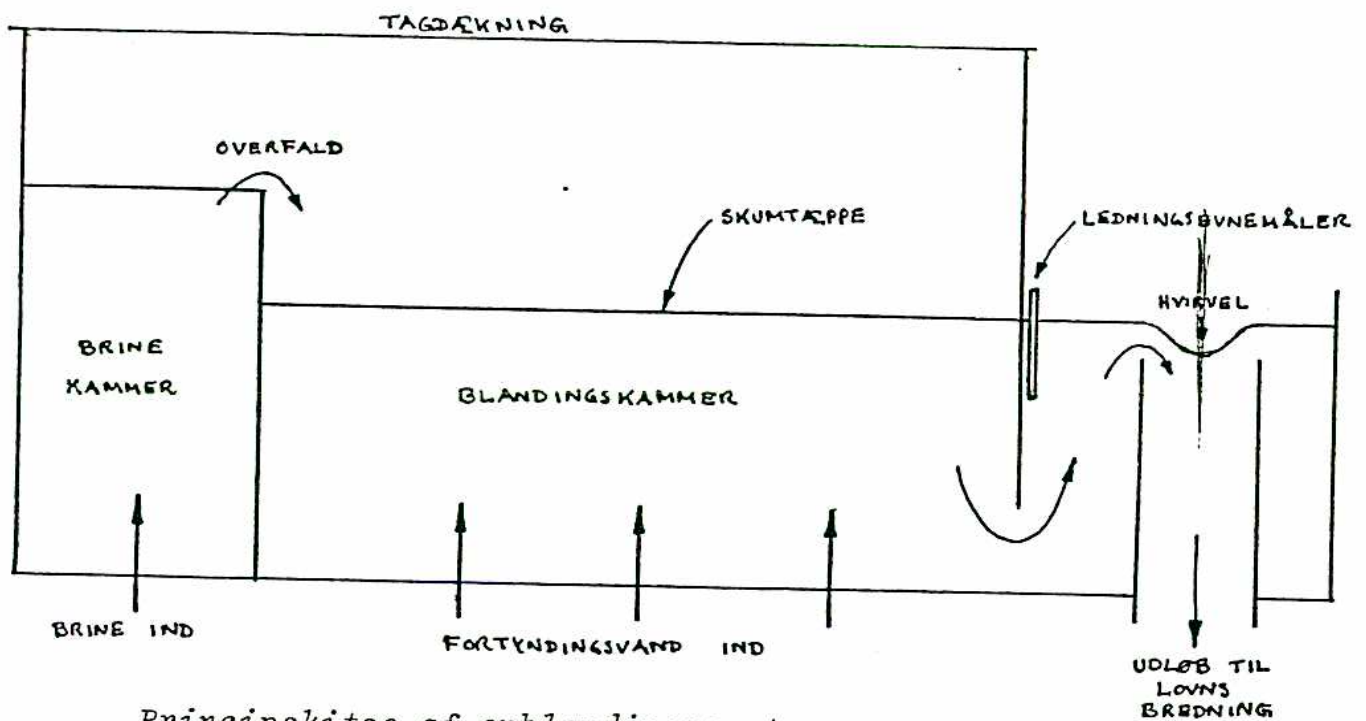 TAGDÆKNING
OVERFALD
SKUMTÆPPE
LEDNINGSEVNEMÅLER
HVIRVEL
BRINE
KAMMER
BLANDINGSKAMMER
BRINE IND
FORTYNDINGSVAND IND
UDLØB TIL
LOVNS
BREDNING